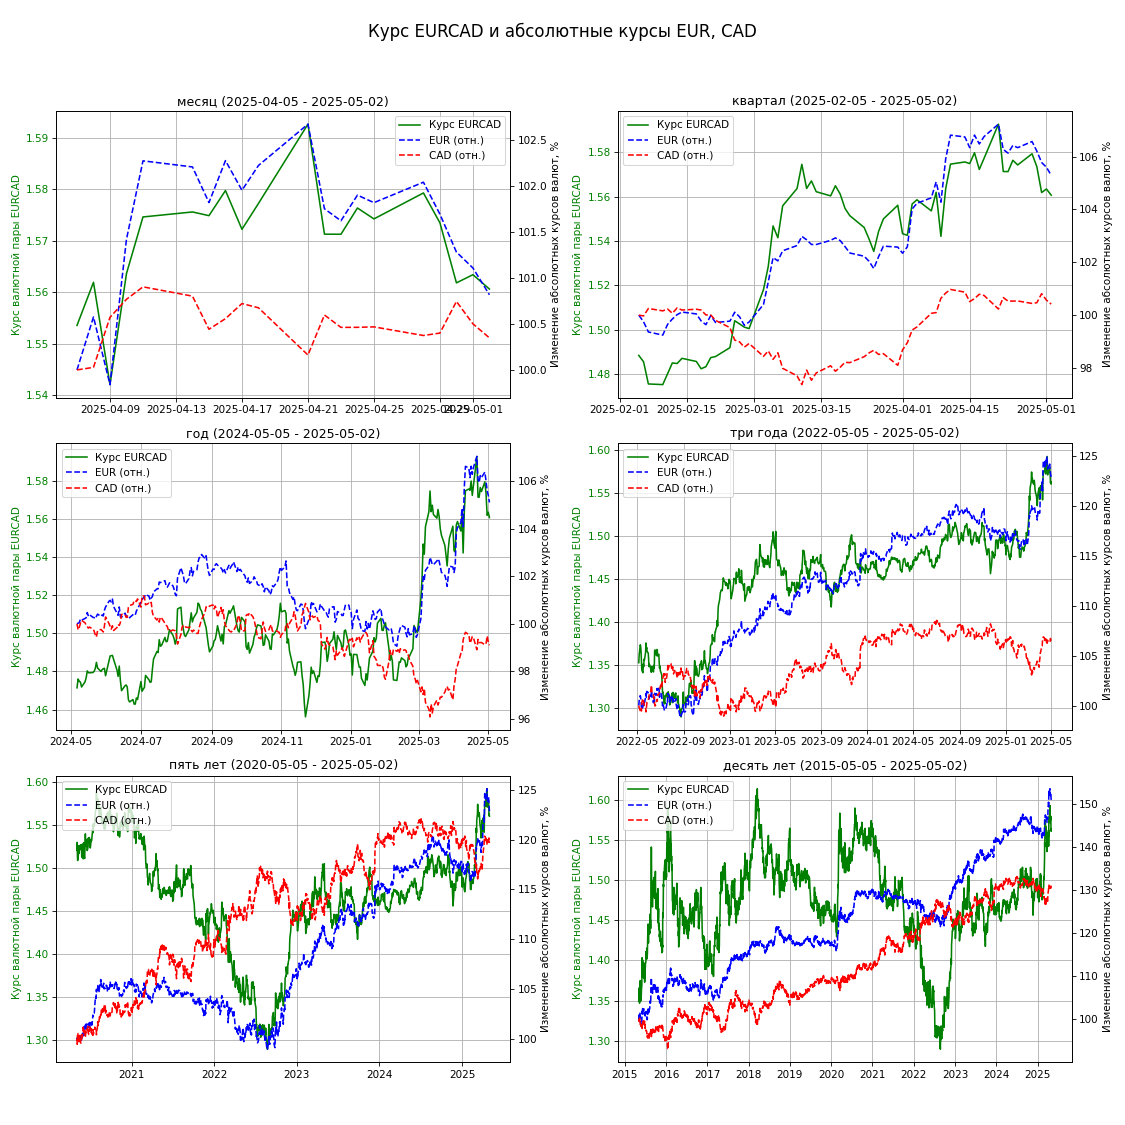 Курс EURCAD и абсолютные курсы EUR, CAD
месяц (2025-04-05 - 2025-05-02)
Курс валютной пары EURCAD
1.59
1.58
1.57
1.56
1.55
1.54
Курс EURCAD
EUR (отн.)
CAD (отн.)
102.5
102.0
101.5
101.0
100.5
100.0
Изменение абсолютных курсов валют, %
2025-04-09 2025-04-13 2025-04-17 2025-04-21 2025-04-25 2025-04-29 2025-05-01
квартал (2025-02-05 - 2025-05-02)
Курс валютной пары EURCAD
1.58
1.56
1.54
1.52
1.50
1.48
Курс EURCAD
EUR (отн.)
CAD (отн.)
106
104
102
100
98
Изменение абсолютных курсов валют, %
2025-02-01 2025-02-15 2025-03-01 2025-03-15 2025-04-01 2025-04-15 2025-05-01
год (2024-05-05 - 2025-05-02)
Курс валютной пары EURCAD
1.58
1.56
1.54
1.52
1.50
1.48
1.46
Курс EURCAD
EUR (отн.)
CAD (отн.)
106
104
102
100
98
96
Изменение абсолютных курсов валют, %
2024-05 2024-07 2024-09 2024-11 2025-01 2025-03 2025-05
три года (2022-05-05 - 2025-05-02)
Курс валютной пары EURCAD
1.60
1.55
1.50
1.45
1.40
1.35
1.30
Курс EURCAD
EUR (отн.)
CAD (отн.)
125
120
115
110
105
100
Изменение абсолютных курсов валют, %
2022-05 2022-09 2023-01 2023-05 2023-09 2024-01 2024-05 2024-09 2025-01 2025-05
пять лет (2020-05-05 - 2025-05-02)
Курс валютной пары EURCAD
1.60
1.55
1.50
1.45
1.40
1.35
1.30
Курс EURCAD
EUR (отн.)
CAD (отн.)
125
120
115
110
105
100
Изменение абсолютных курсов валют, %
2021 2022 2023 2024 2025
десять лет (2015-05-05 - 2025-05-02)
Курс валютной пары EURCAD
1.60
1.55
1.50
1.45
1.40
1.35
1.30
Курс EURCAD
EUR (отн.)
CAD (отн.)
150
140
130
120
110
100
Изменение абсолютных курсов валют, %
2015 2016 2017 2018 2019 2020 2021 2022 2023 2024 2025